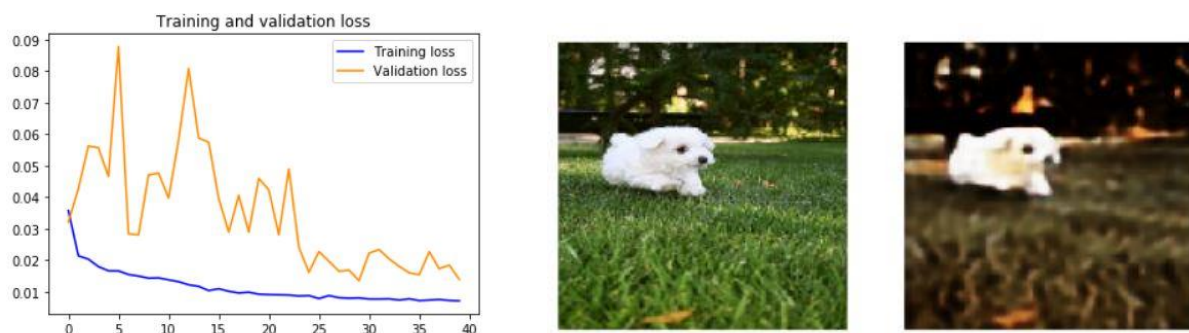 Training and validation loss
Training loss
Validation loss
0.09
0.08
0.07
0.06
0.05
0.04
0.03
0.02
0.01
0 5 10 15 20 25 30 35 40